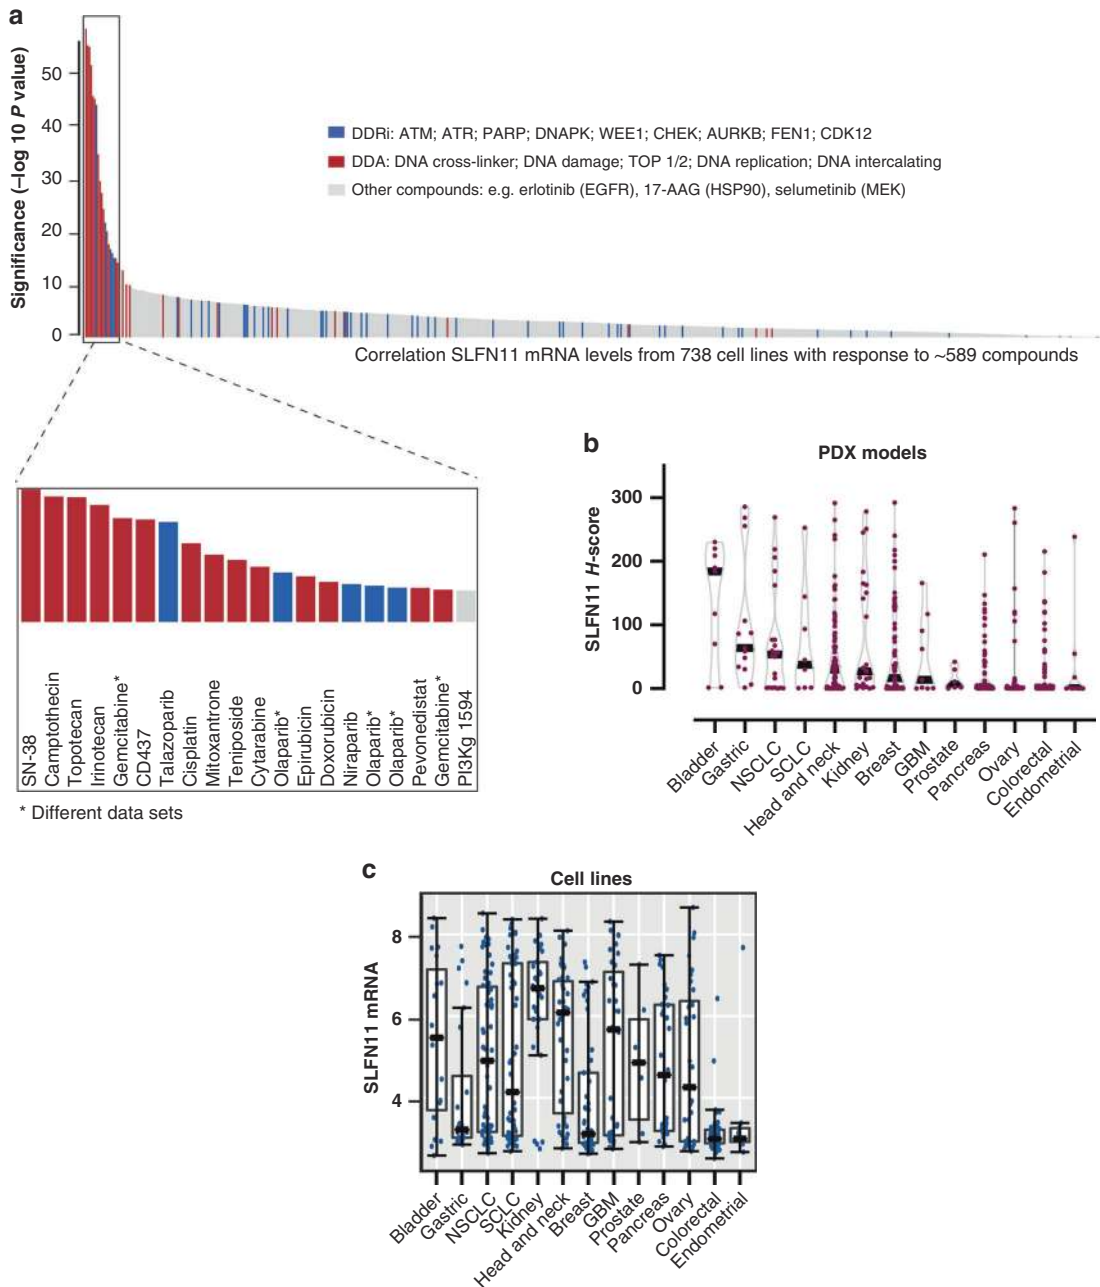 a
Significance (–log 10 P value)
50
40
30
20
10
0
DDRi: ATM; ATR; PARP; DNAPK; WEE1; CHEK; AURKB; FEN1; CDK12
DDA: DNA cross-linker; DNA damage; TOP 1/2; DNA replication; DNA intercalating
Other compounds: e.g. erlotinib (EGFR), 17-AAG (HSP90), selumetinib (MEK)
Correlation SLFN11 mRNA levels from 738 cell lines with response to ~589 compounds
SN-38
Camptothecin
Topotecan
Irinotecan
Gemcitabine*
CD437
Talazoparib
Cisplatin
Mitoxantrone
Teniposide
Cytarabine
Olaparib*
Epirubicin
Doxorubicin
Niraparib
Olaparib*
Olaparib*
Pevonedistat
Gemcitabine*
PI3Kg 1594
* Different data sets
b
PDX models
SLFN11 H-score
300
200
100
0
Bladder
Gastric
NSCLC
SCLC
Head and neck
Kidney
Breast
GBM
Prostate
Pancreas
Ovary
Colorectal
Endometrial
c
Cell lines
SLFN11 mRNA
8
6
4
Bladder
Gastric
NSCLC
SCLC
Kidney
Head and neck
Breast
GBM
Prostate
Pancreas
Ovary
Colorectal
Endometrial